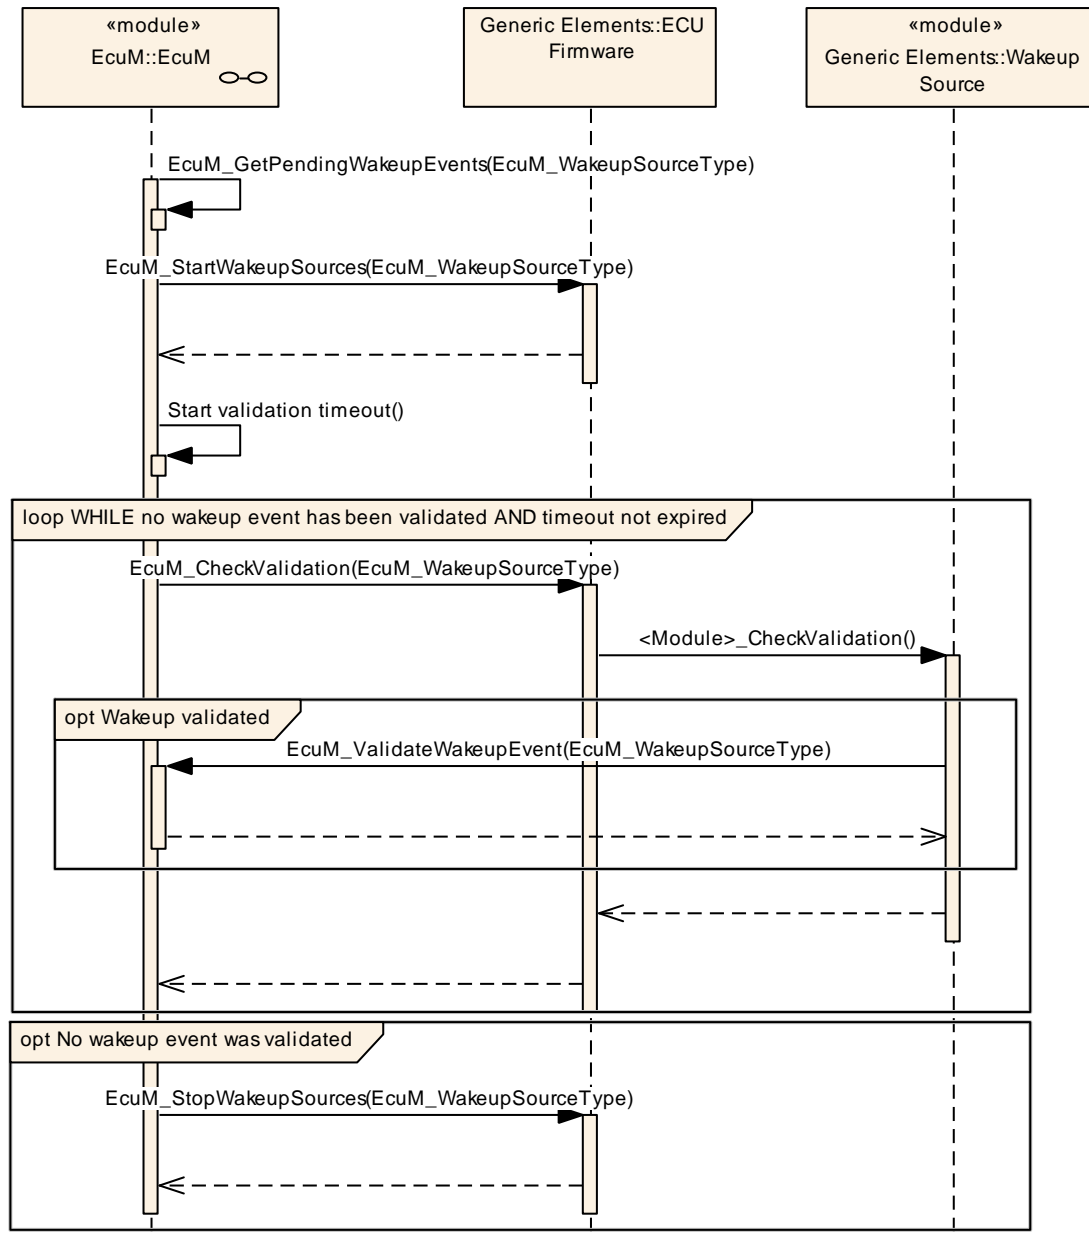 «module»
EcuM::EcuM
Generic Elements::ECU
Firmware
«module»
Generic Elements::Wakeup
Source
EcuM_GetPendingWakeupEvents(EcuM_WakeupSourceType)
EcuM_StartWakeupSources(EcuM_WakeupSourceType)
Start validation timeout()
loop WHILE no wakeup event has been validated AND timeout not expired
EcuM_CheckValidation(EcuM_WakeupSourceType)
<Module>_CheckValidation()
opt Wakeup validated
EcuM_ValidateWakeupEvent(EcuM_WakeupSourceType)
opt No wakeup event was validated
EcuM_StopWakeupSources(EcuM_WakeupSourceType)